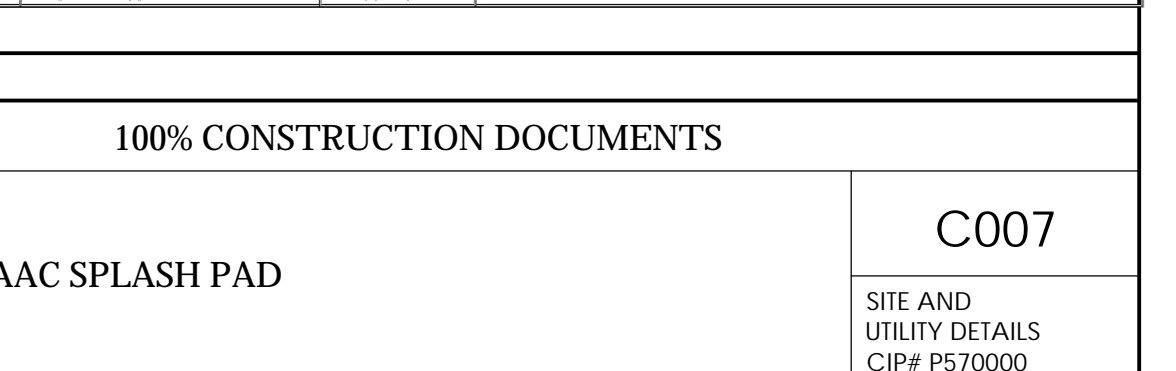 100% CONSTRUCTION DOCUMENTS
C007
AAC SPLASH PAD
SITE AND
UTILITY DETAILS
CIP# P570000